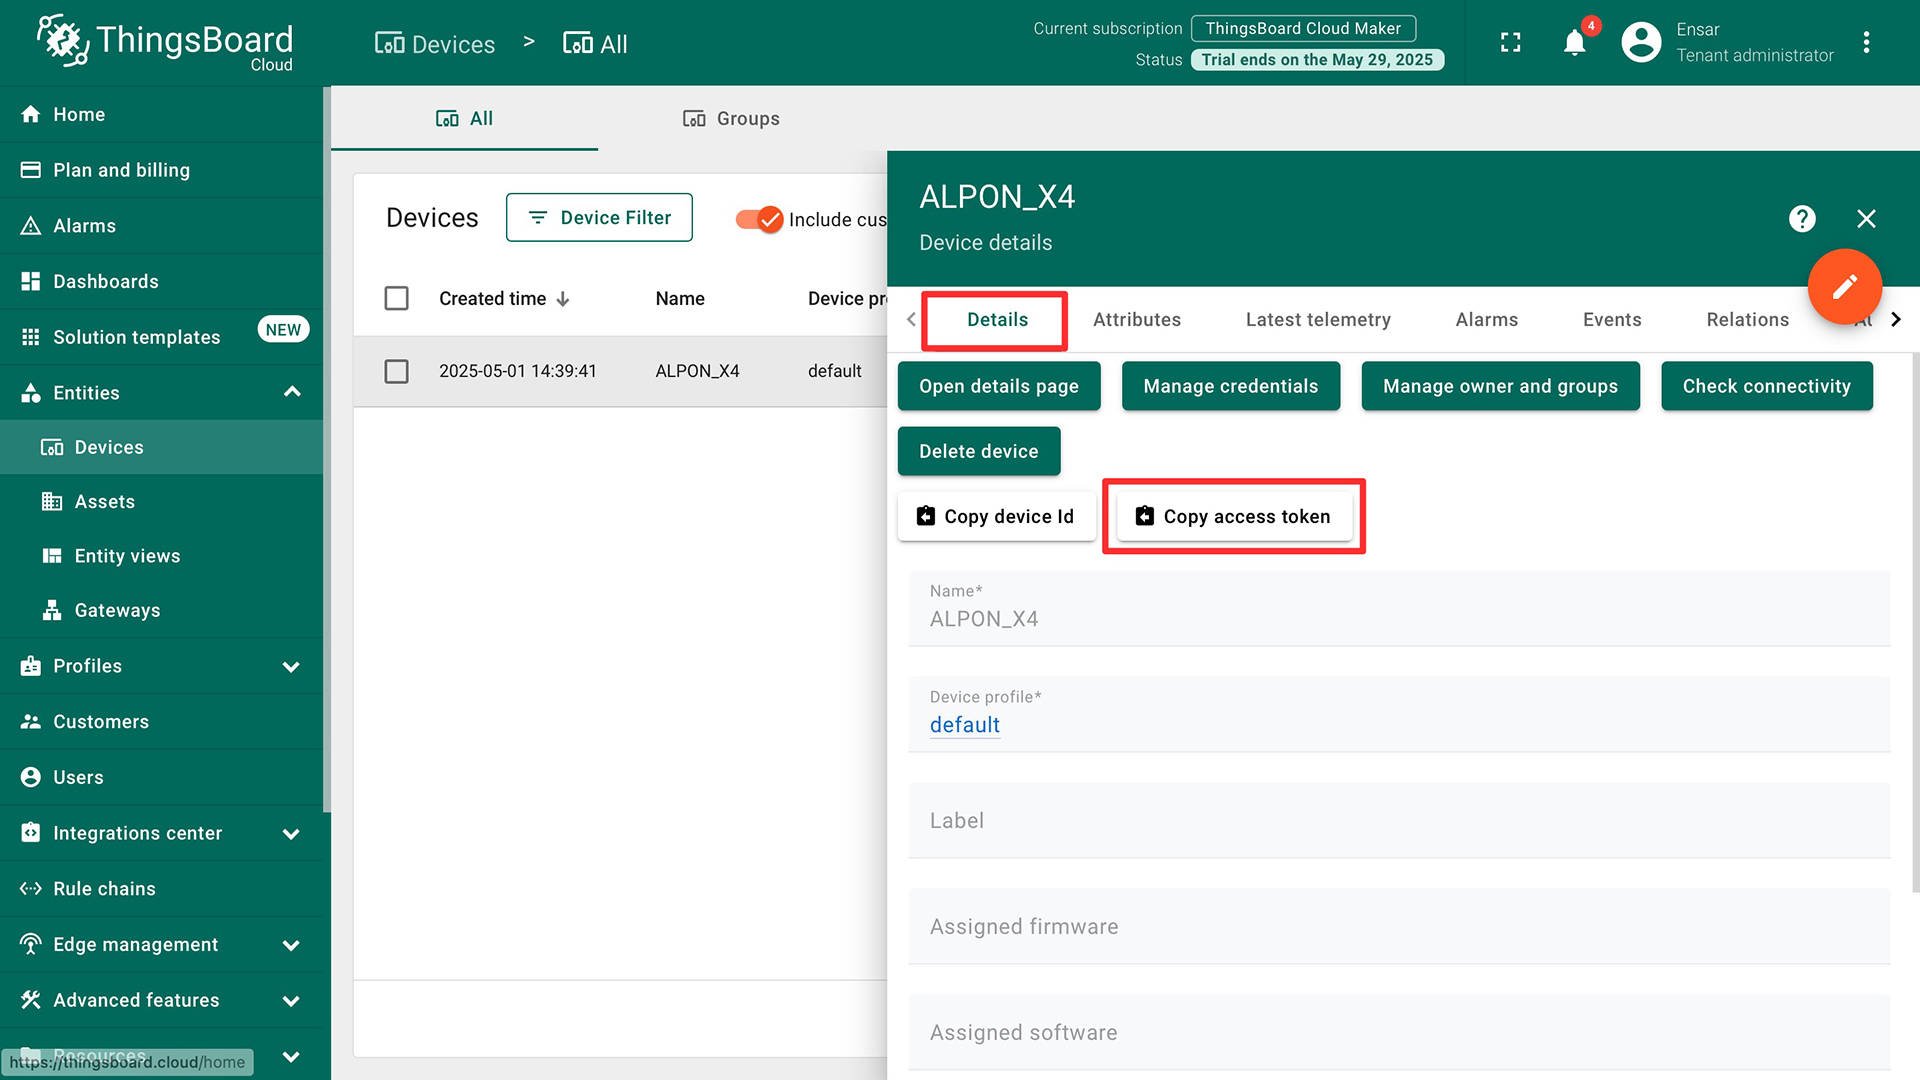 ThingsBoard
Cloud
Devices > All
Current subscription ThingsBoard Cloud Maker
Status Trial ends on the May 29, 2025
4
Ensar
Tenant administrator
Home
Plan and billing
Alarms
Dashboards
Solution templates NEW
Entities
Devices
Assets
Entity views
Gateways
Profiles
Customers
Users
Integrations center
Rule chains
Edge management
Advanced features
Resources
https://thingsboard.cloud/home
All Groups
Devices Device Filter Include cus
Created time Name Device pr
2025-05-01 14:39:41 ALPON_X4 default
ALPON_X4
Device details
Details Attributes Latest telemetry Alarms Events Relations At
Open details page Manage credentials Manage owner and groups Check connectivity
Delete device
Copy device Id Copy access token
Name*
ALPON_X4
Device profile*
default
Label
Assigned firmware
Assigned software